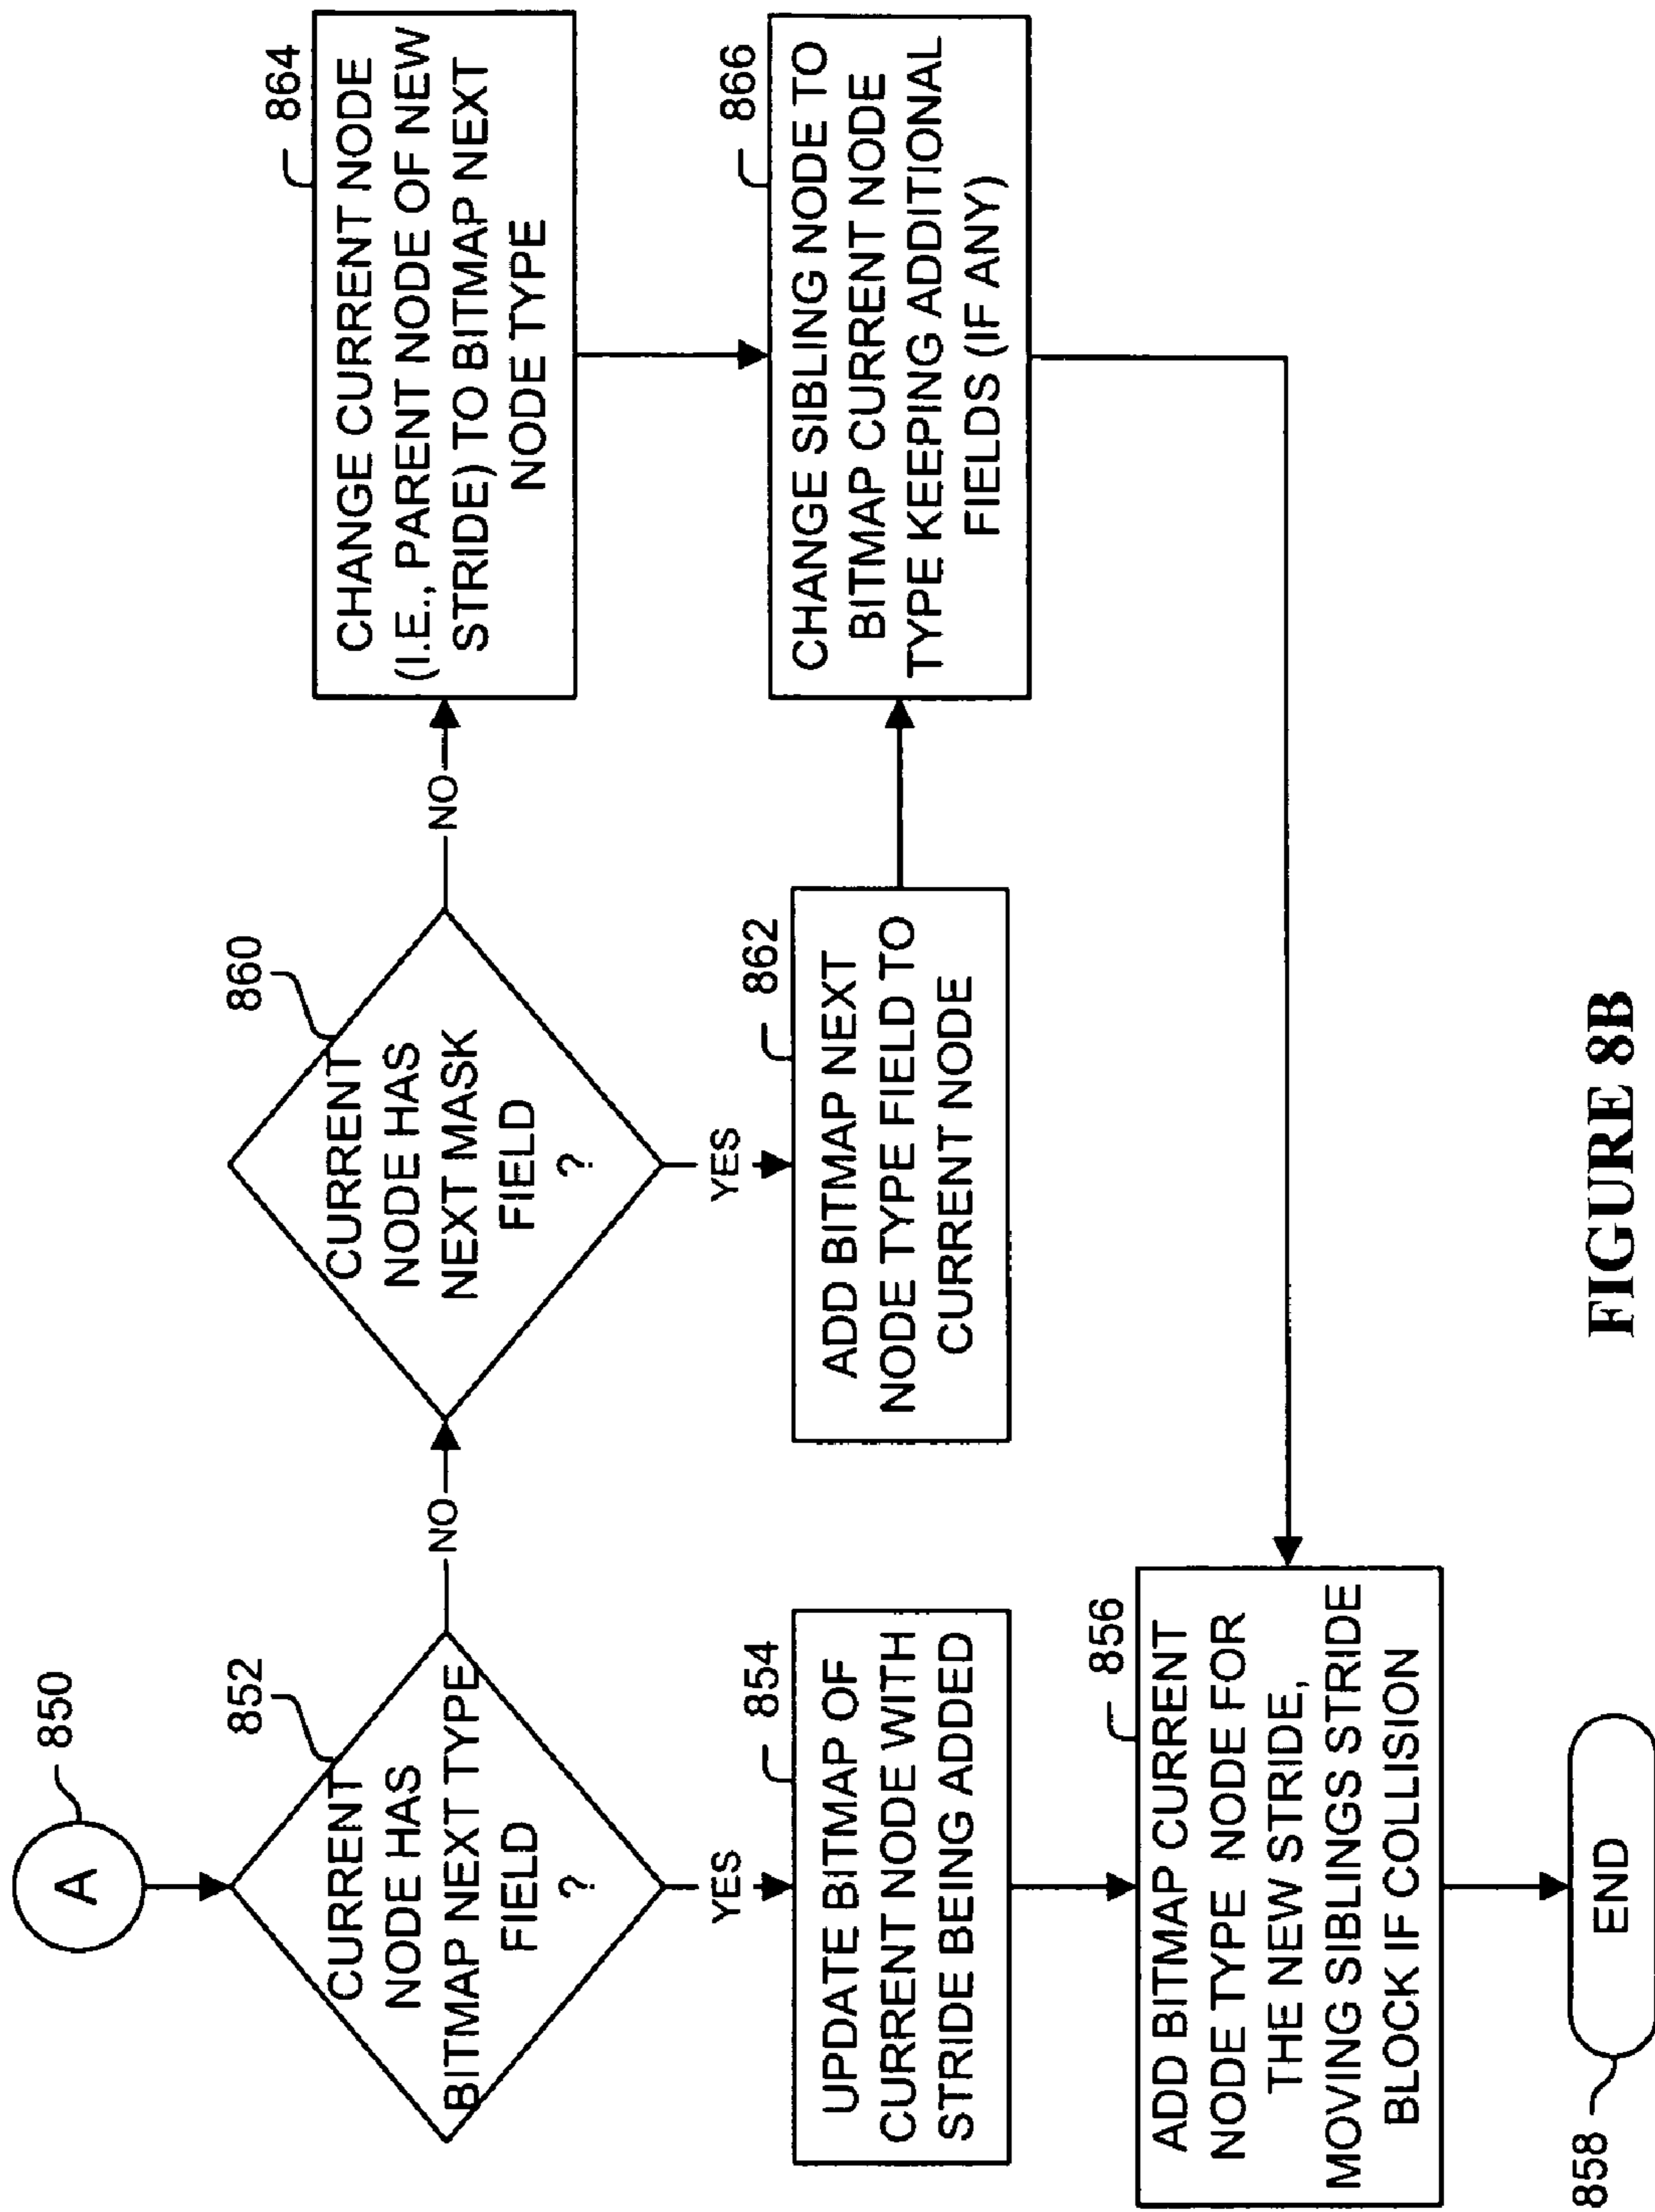 A
850
852
CURRENT
NODE HAS
BITMAP NEXT TYPE
FIELD
?
NO
YES
860
CURRENT
NODE HAS
NEXT MASK
FIELD
?
NO
YES
864
CHANGE CURRENT NODE
(I.E., PARENT NODE OF NEW
STRIDE) TO BITMAP NEXT
NODE TYPE
854
UPDATE BITMAP OF
CURRENT NODE WITH
STRIDE BEING ADDED
862
ADD BITMAP NEXT
NODE TYPE FIELD TO
CURRENT NODE
866
CHANGE SIBLING NODE TO
BITMAP CURRENT NODE
TYPE KEEPING ADDITIONAL
FIELDS (IF ANY)
856
ADD BITMAP CURRENT
NODE TYPE NODE FOR
THE NEW STRIDE,
MOVING SIBLINGS STRIDE
BLOCK IF COLLISION
858
END
FIGURE 8B